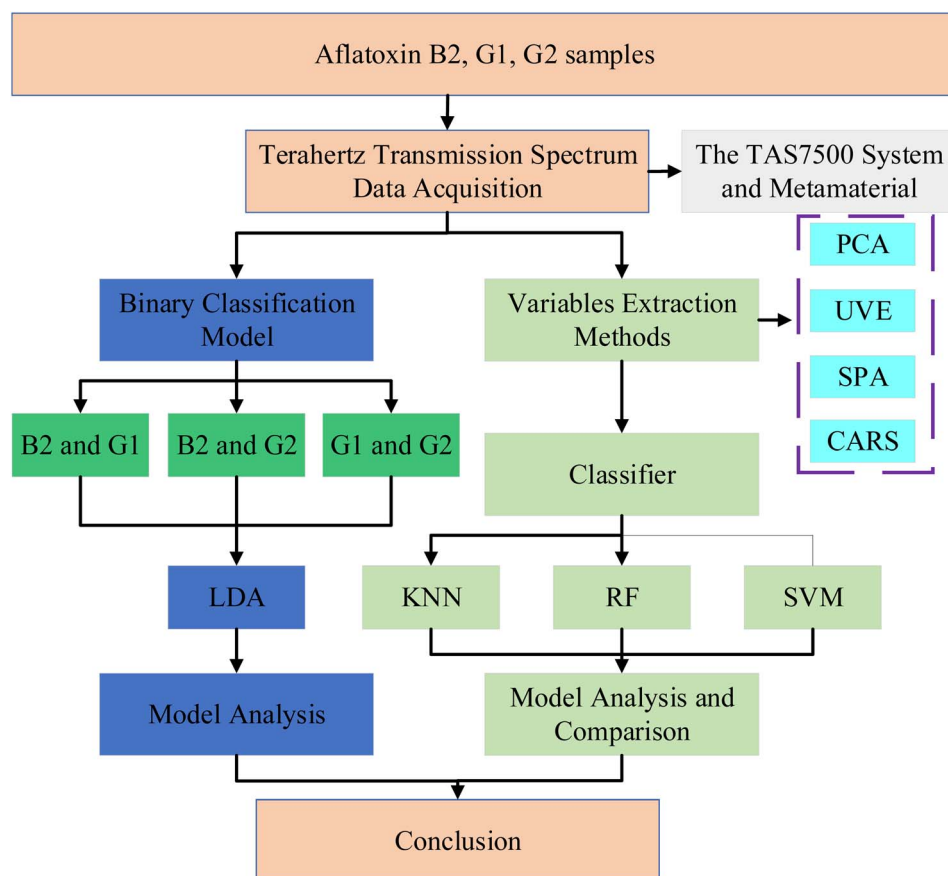 Aflatoxin B2, G1, G2 samples
Terahertz Transmission Spectrum
Data Acquisition
The TAS7500 System
and Metamaterial
Binary Classification
Model
Variables Extraction
Methods
PCA
UVE
SPA
CARS
B2 and G1
B2 and G2
G1 and G2
Classifier
LDA
KNN
RF
SVM
Model Analysis
Model Analysis and
Comparison
Conclusion